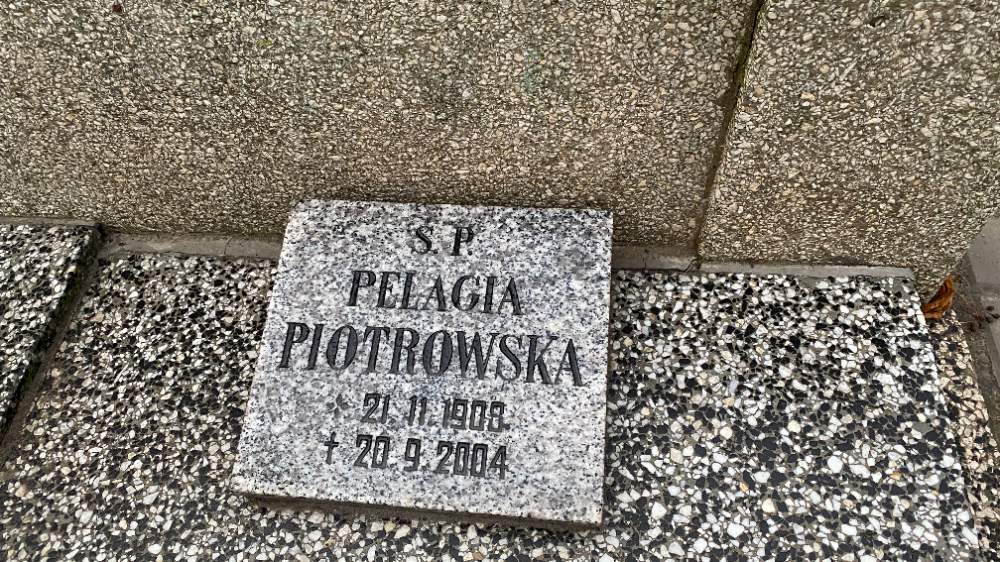 Ś. P.
PELAGIA
PIOTROWSKA
* 21. 11. 1909.
+ 20. 9. 2004